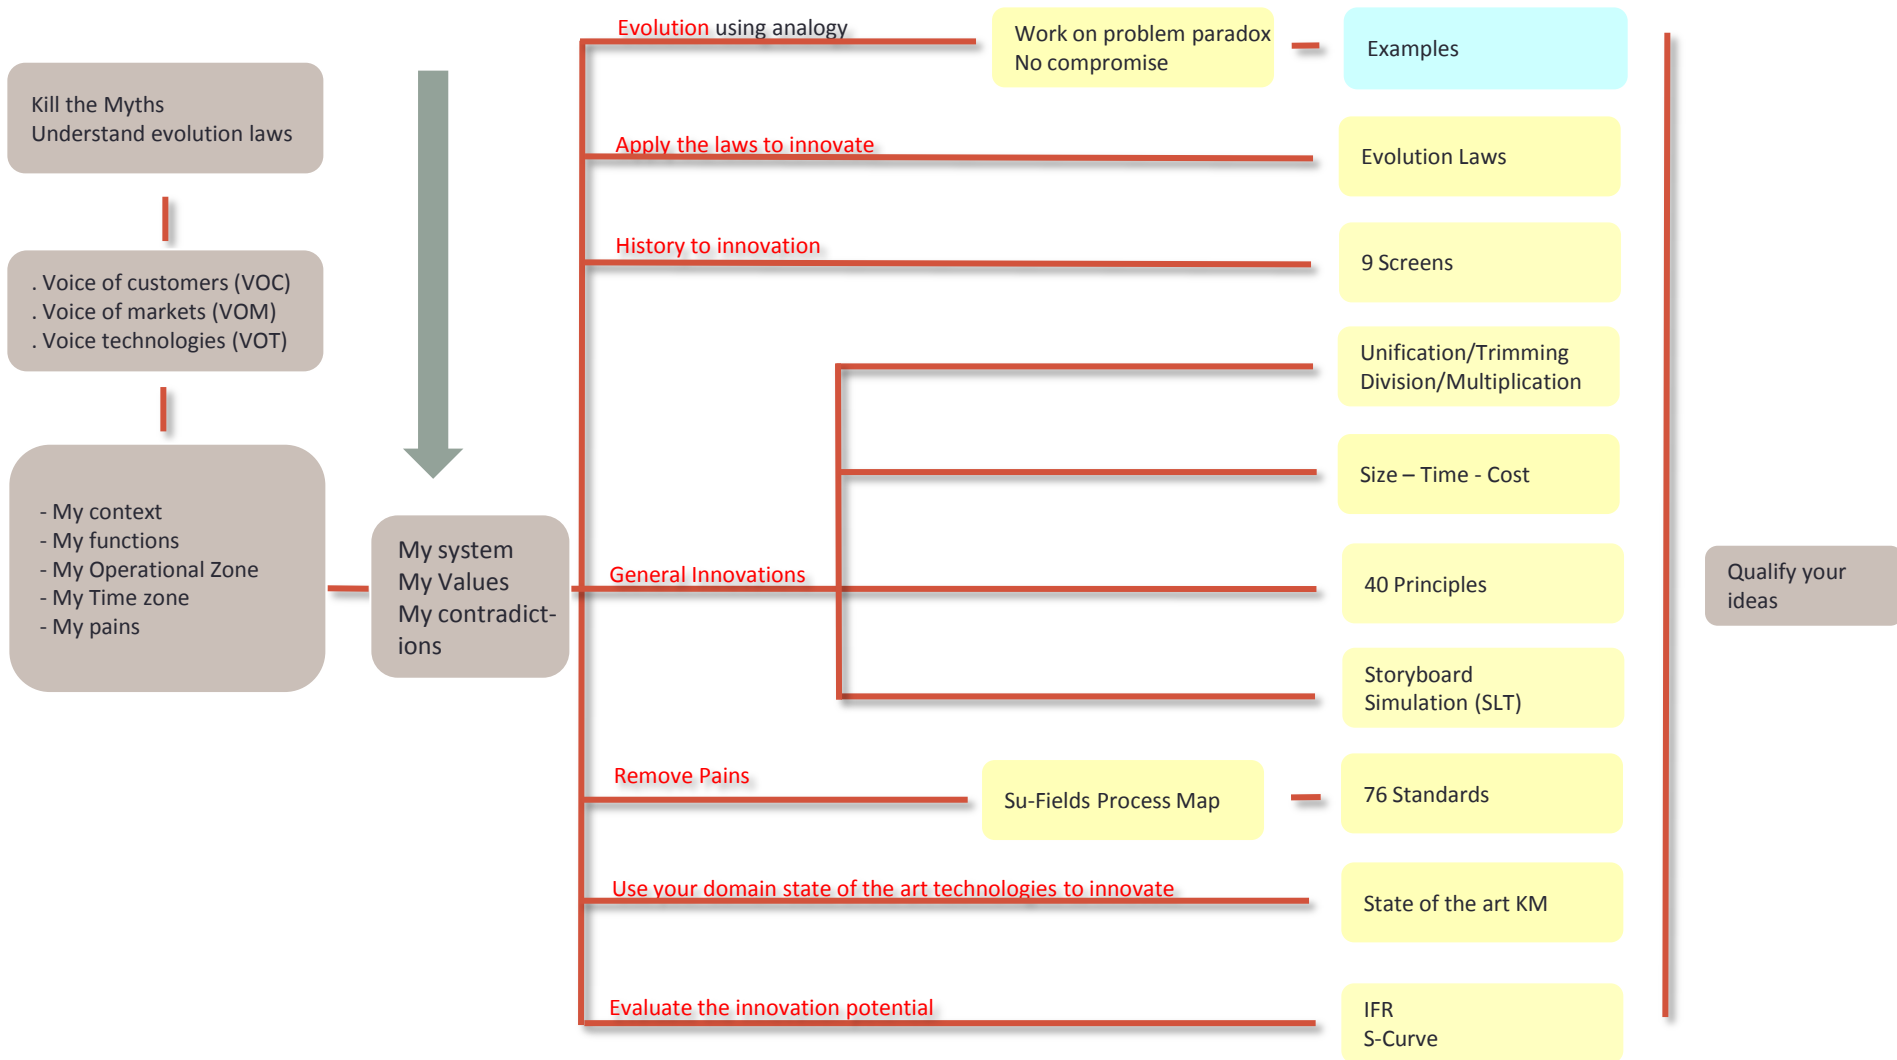 Kill the Myths
Understand evolution laws
. Voice of customers (VOC)
. Voice of markets (VOM)
. Voice technologies (VOT)
- My context
- My functions
- My Operational Zone
- My Time zone
- My pains
My system
My Values
My contradict-
ions
Evolution using analogy
Work on problem paradox
No compromise
Examples
Apply the laws to innovate
Evolution Laws
History to innovation
9 Screens
General Innovations
Unification/Trimming
Division/Multiplication
Size – Time - Cost
40 Principles
Storyboard
Simulation (SLT)
Remove Pains
Su-Fields Process Map
76 Standards
Use your domain state of the art technologies to innovate
State of the art KM
Evaluate the innovation potential
IFR
S-Curve
Qualify your
ideas